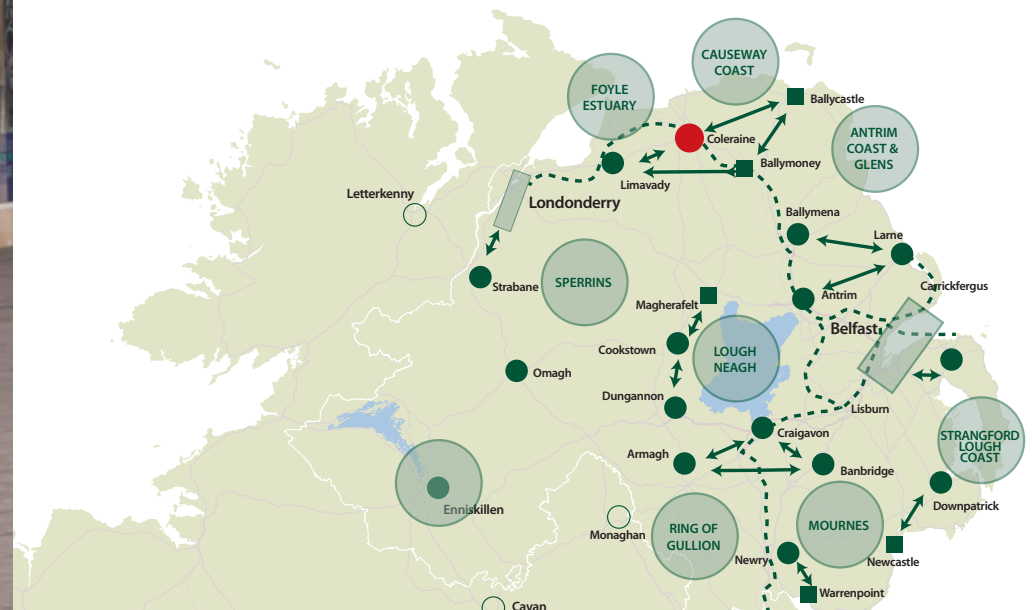 CAUSEWAY
COAST
FOYLE
ESTUARY
Ballycastle
ANTRIM
COAST &
GLENS
Coleraine
Ballymoney
Limavady
Letterkenny
Londonderry
Ballymena
Larne
Strabane
SPERRINS
Carrickfergus
Antrim
Magherafelt
Belfast
Cookstown
LOUGH
NEAGH
Omagh
Dungannon
Lisburn
Craigavon
STRANGFORD
LOUGH
COAST
Armagh
Banbridge
Enniskillen
Downpatrick
RING OF
GULLION
MOURNES
Monaghan
Newry
Newcastle
Warrenpoint
Cavan